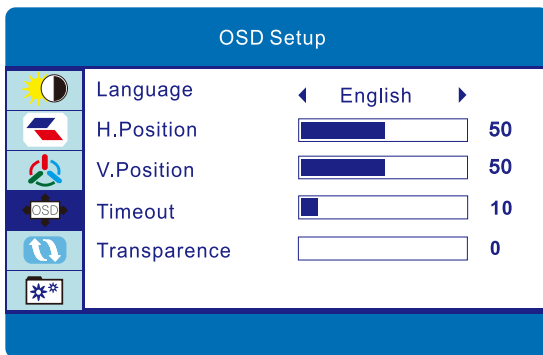 OSD Setup
Language English
H.Position 50
V.Position 50
OSD
Timeout 10
Transparence 0